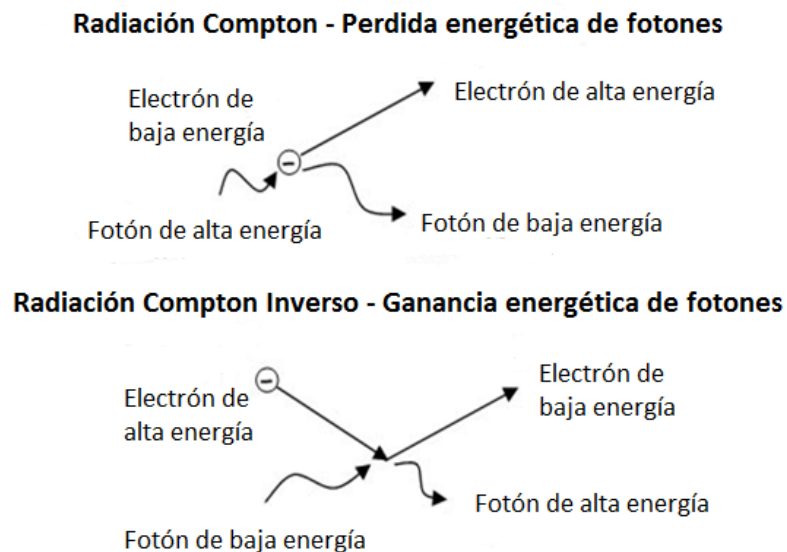 Radiación Compton - Perdida energética de fotones
Electrón de
baja energía
Electrón de alta energía
Fotón de alta energía
Fotón de baja energía
Radiación Compton Inverso - Ganancia energética de fotones
Electrón de
alta energía
Electrón de
baja energía
Fotón de alta energía
Fotón de baja energía